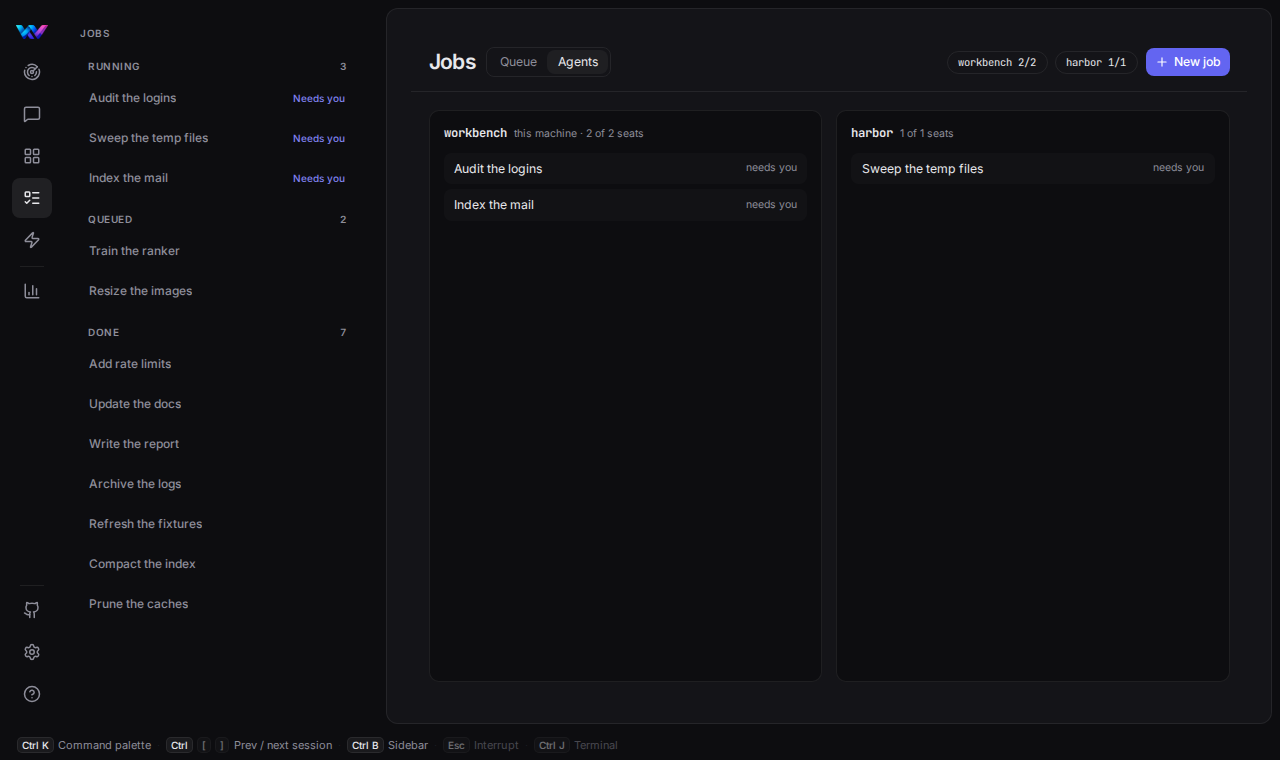 JOBS
RUNNING 3
Audit the logins Needs you
Sweep the temp files Needs you
Index the mail Needs you
QUEUED 2
Train the ranker
Resize the images
DONE 7
Add rate limits
Update the docs
Write the report
Archive the logs
Refresh the fixtures
Compact the index
Prune the caches
Jobs Queue Agents workbench 2/2 harbor 1/1 + New job
workbench this machine · 2 of 2 seats
Audit the logins needs you
Index the mail needs you
harbor 1 of 1 seats
Sweep the temp files needs you
Ctrl K Command palette Ctrl [ ] Prev / next session Ctrl B Sidebar Esc Interrupt Ctrl J Terminal